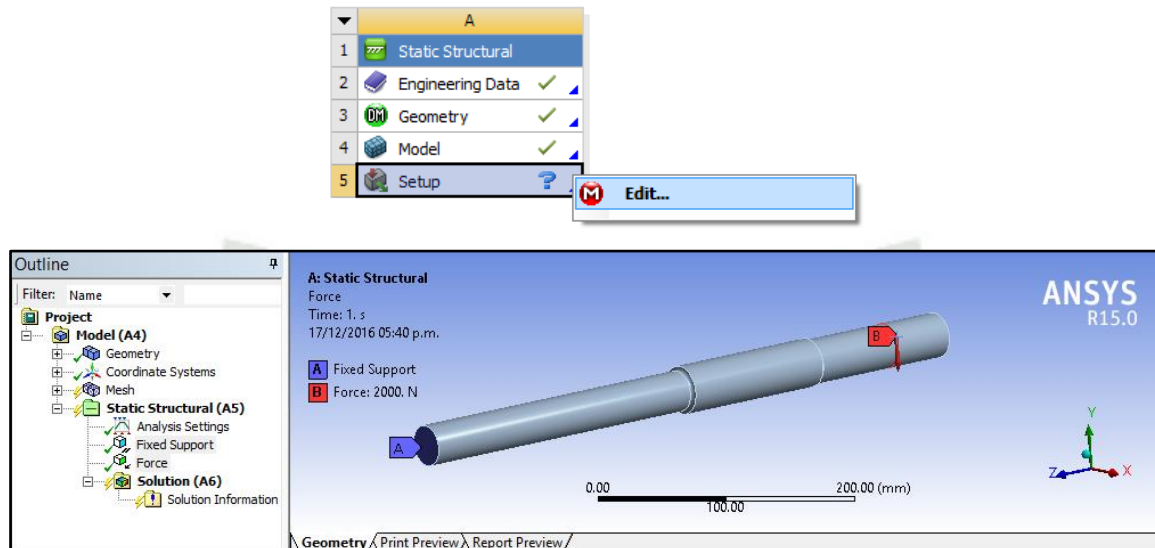 A
1 Static Structural
2 Engineering Data
3 DM Geometry
4 Model
5 Setup ?
M Edit...
Outline
Filter: Name
Project
Model (A4)
Geometry
Coordinate Systems
Mesh
Static Structural (A5)
Analysis Settings
Fixed Support
Force
Solution (A6)
Solution Information
A: Static Structural
Force
Time: 1. s
17/12/2016 05:40 p.m.
A Fixed Support
B Force: 2000. N
ANSYS
R15.0
B
A
Y
Z X
0.00 200.00 (mm)
100.00
Geometry Print Preview Report Preview